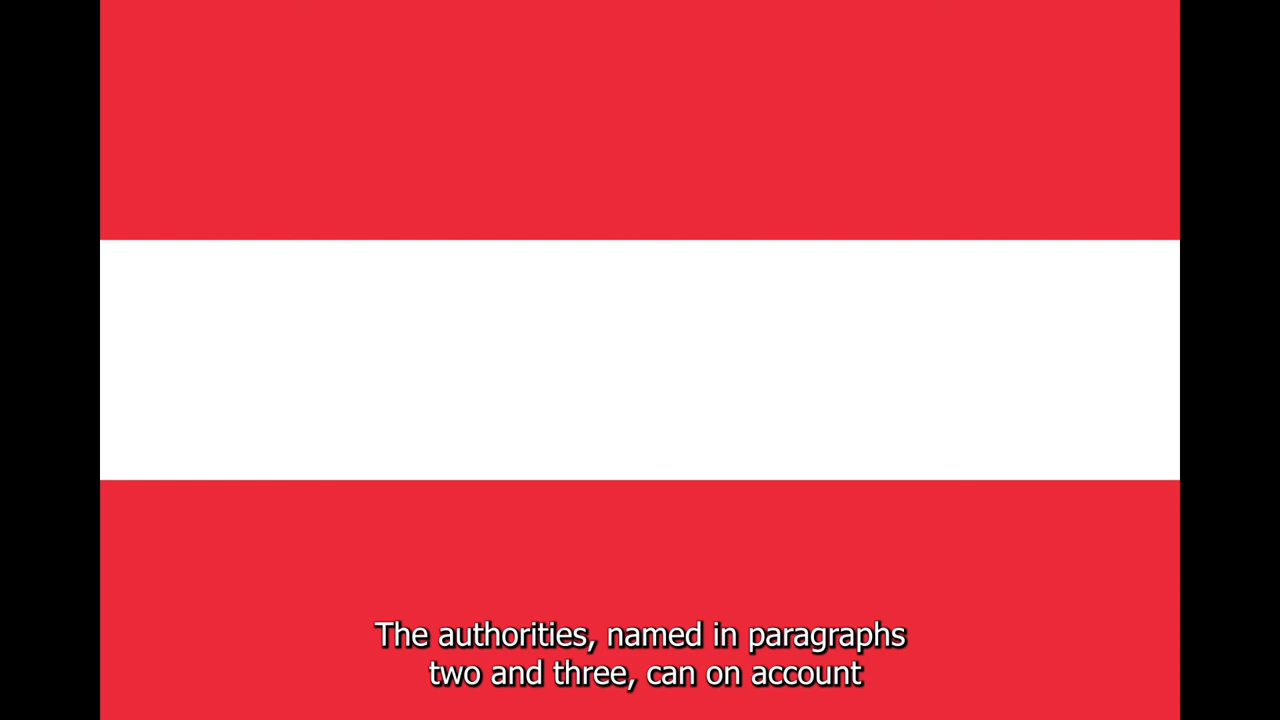 The authorities, named in paragraphs
two and three, can on account